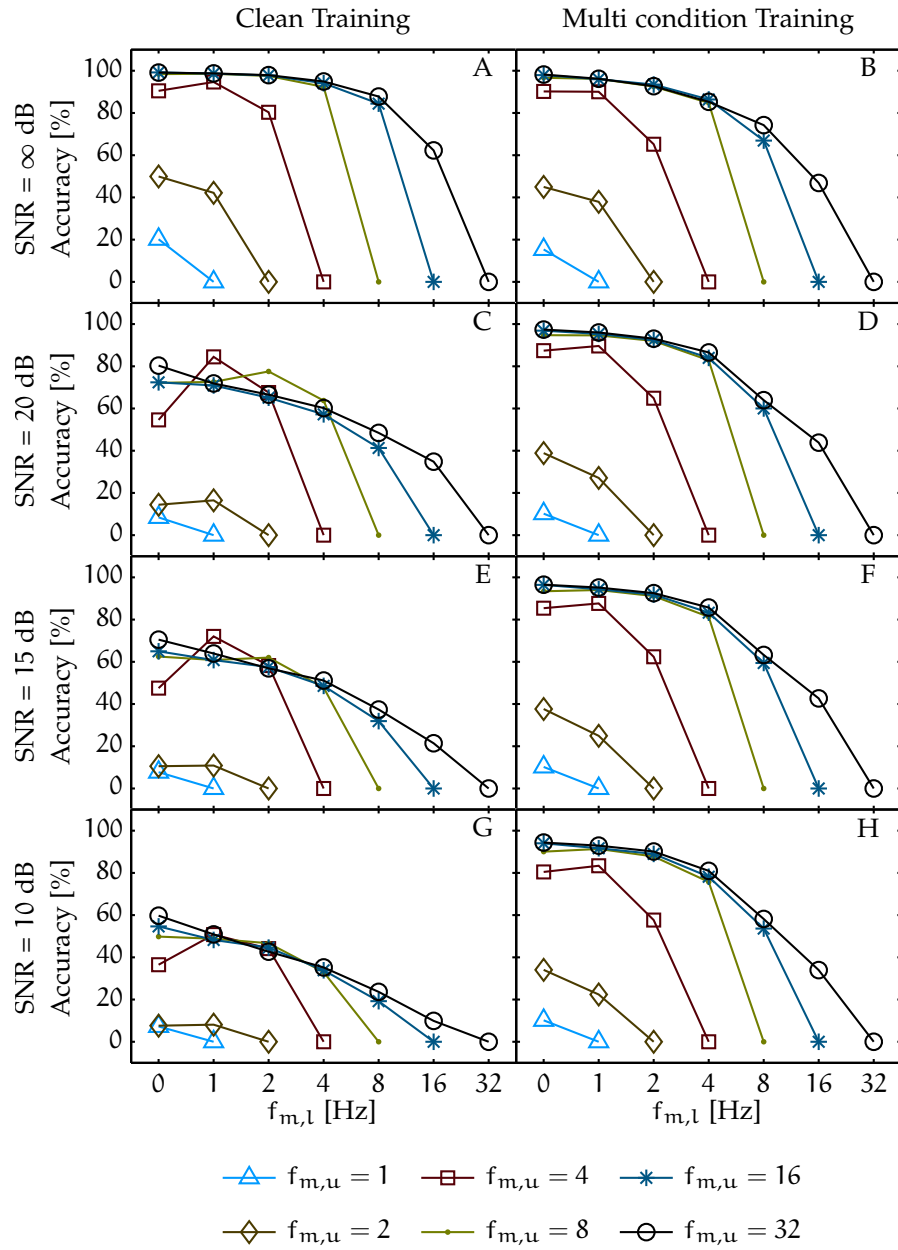 Clean Training
Multi condition Training
SNR = ∞ dB
Accuracy [%]
100
80
60
40
20
0
A
B
SNR = 20 dB
Accuracy [%]
100
80
60
40
20
0
C
D
SNR = 15 dB
Accuracy [%]
100
80
60
40
20
0
E
F
SNR = 10 dB
Accuracy [%]
100
80
60
40
20
0
G
H
0 1 2 4 8 16 32
0 1 2 4 8 16 32
f_{m,l} [Hz]
f_{m,l} [Hz]
f_{m,u} = 1
f_{m,u} = 4
f_{m,u} = 16
f_{m,u} = 2
f_{m,u} = 8
f_{m,u} = 32